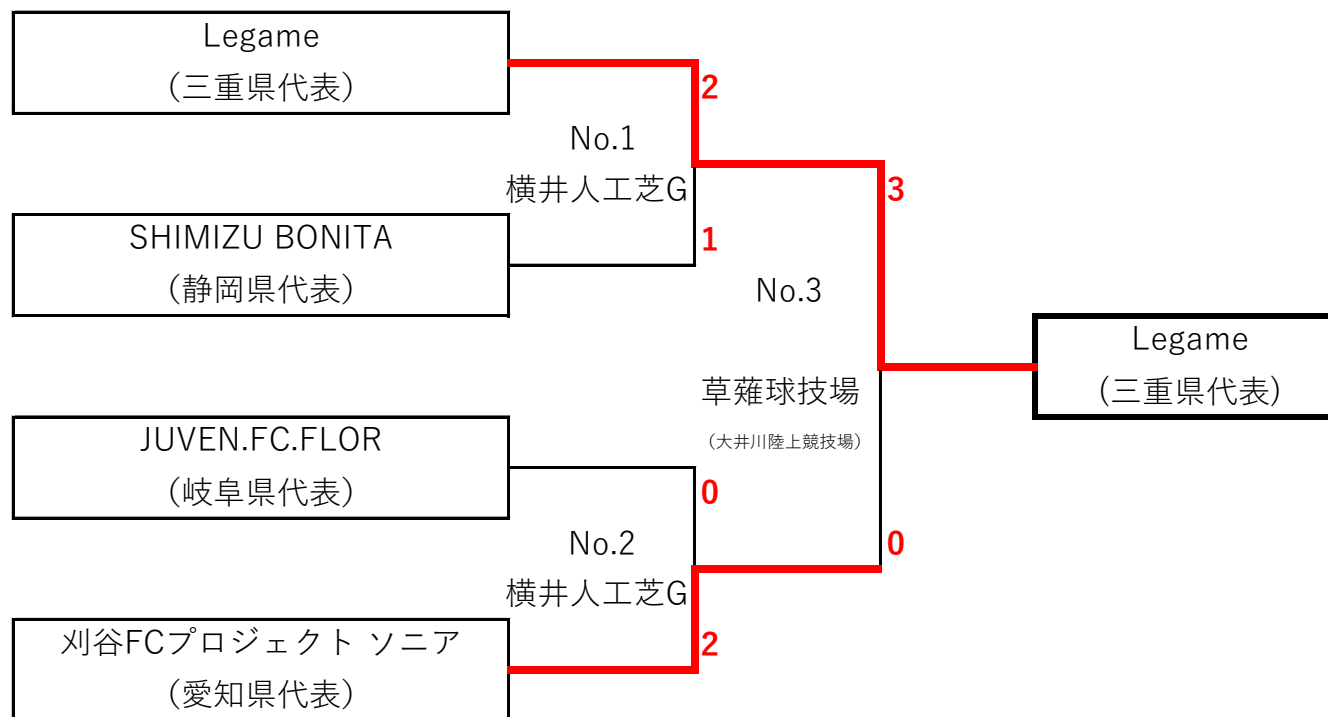 Legame
(三重県代表)
2
No.1
横井人工芝G
3
SHIMIZU BONITA
(静岡県代表)
1
No.3
Legame
(三重県代表)
草薙球技場
(大井川陸上競技場)
JUVEN.FC.FLOR
(岐阜県代表)
0
No.2
横井人工芝G
0
刈谷FCプロジェクト ソニア
(愛知県代表)
2